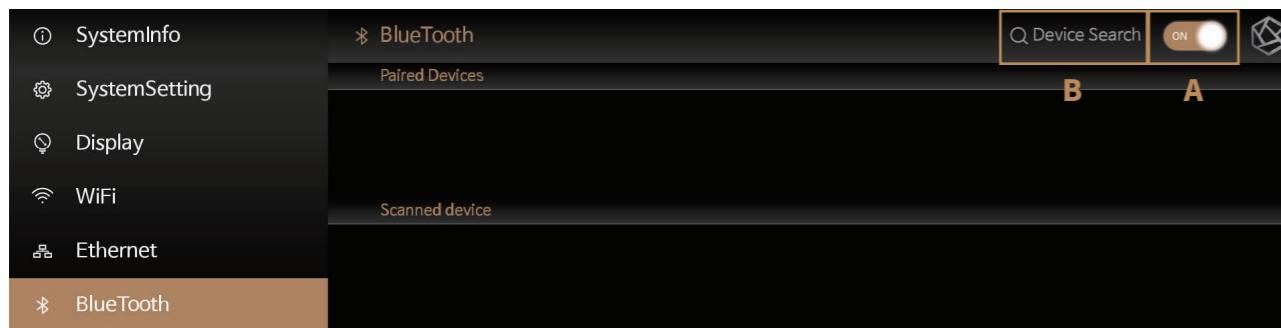 SystemInfo
SystemSetting
Display
WiFi
Ethernet
BlueTooth
BlueTooth
Device Search
ON
Paired Devices
B
A
Scanned device